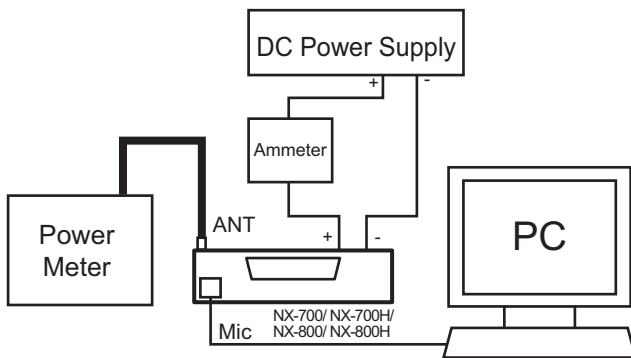 DC Power Supply
+ -
Ammeter
ANT
+ -
Power
Meter
PC
Mic
NX-700/ NX-700H/
NX-800/ NX-800H